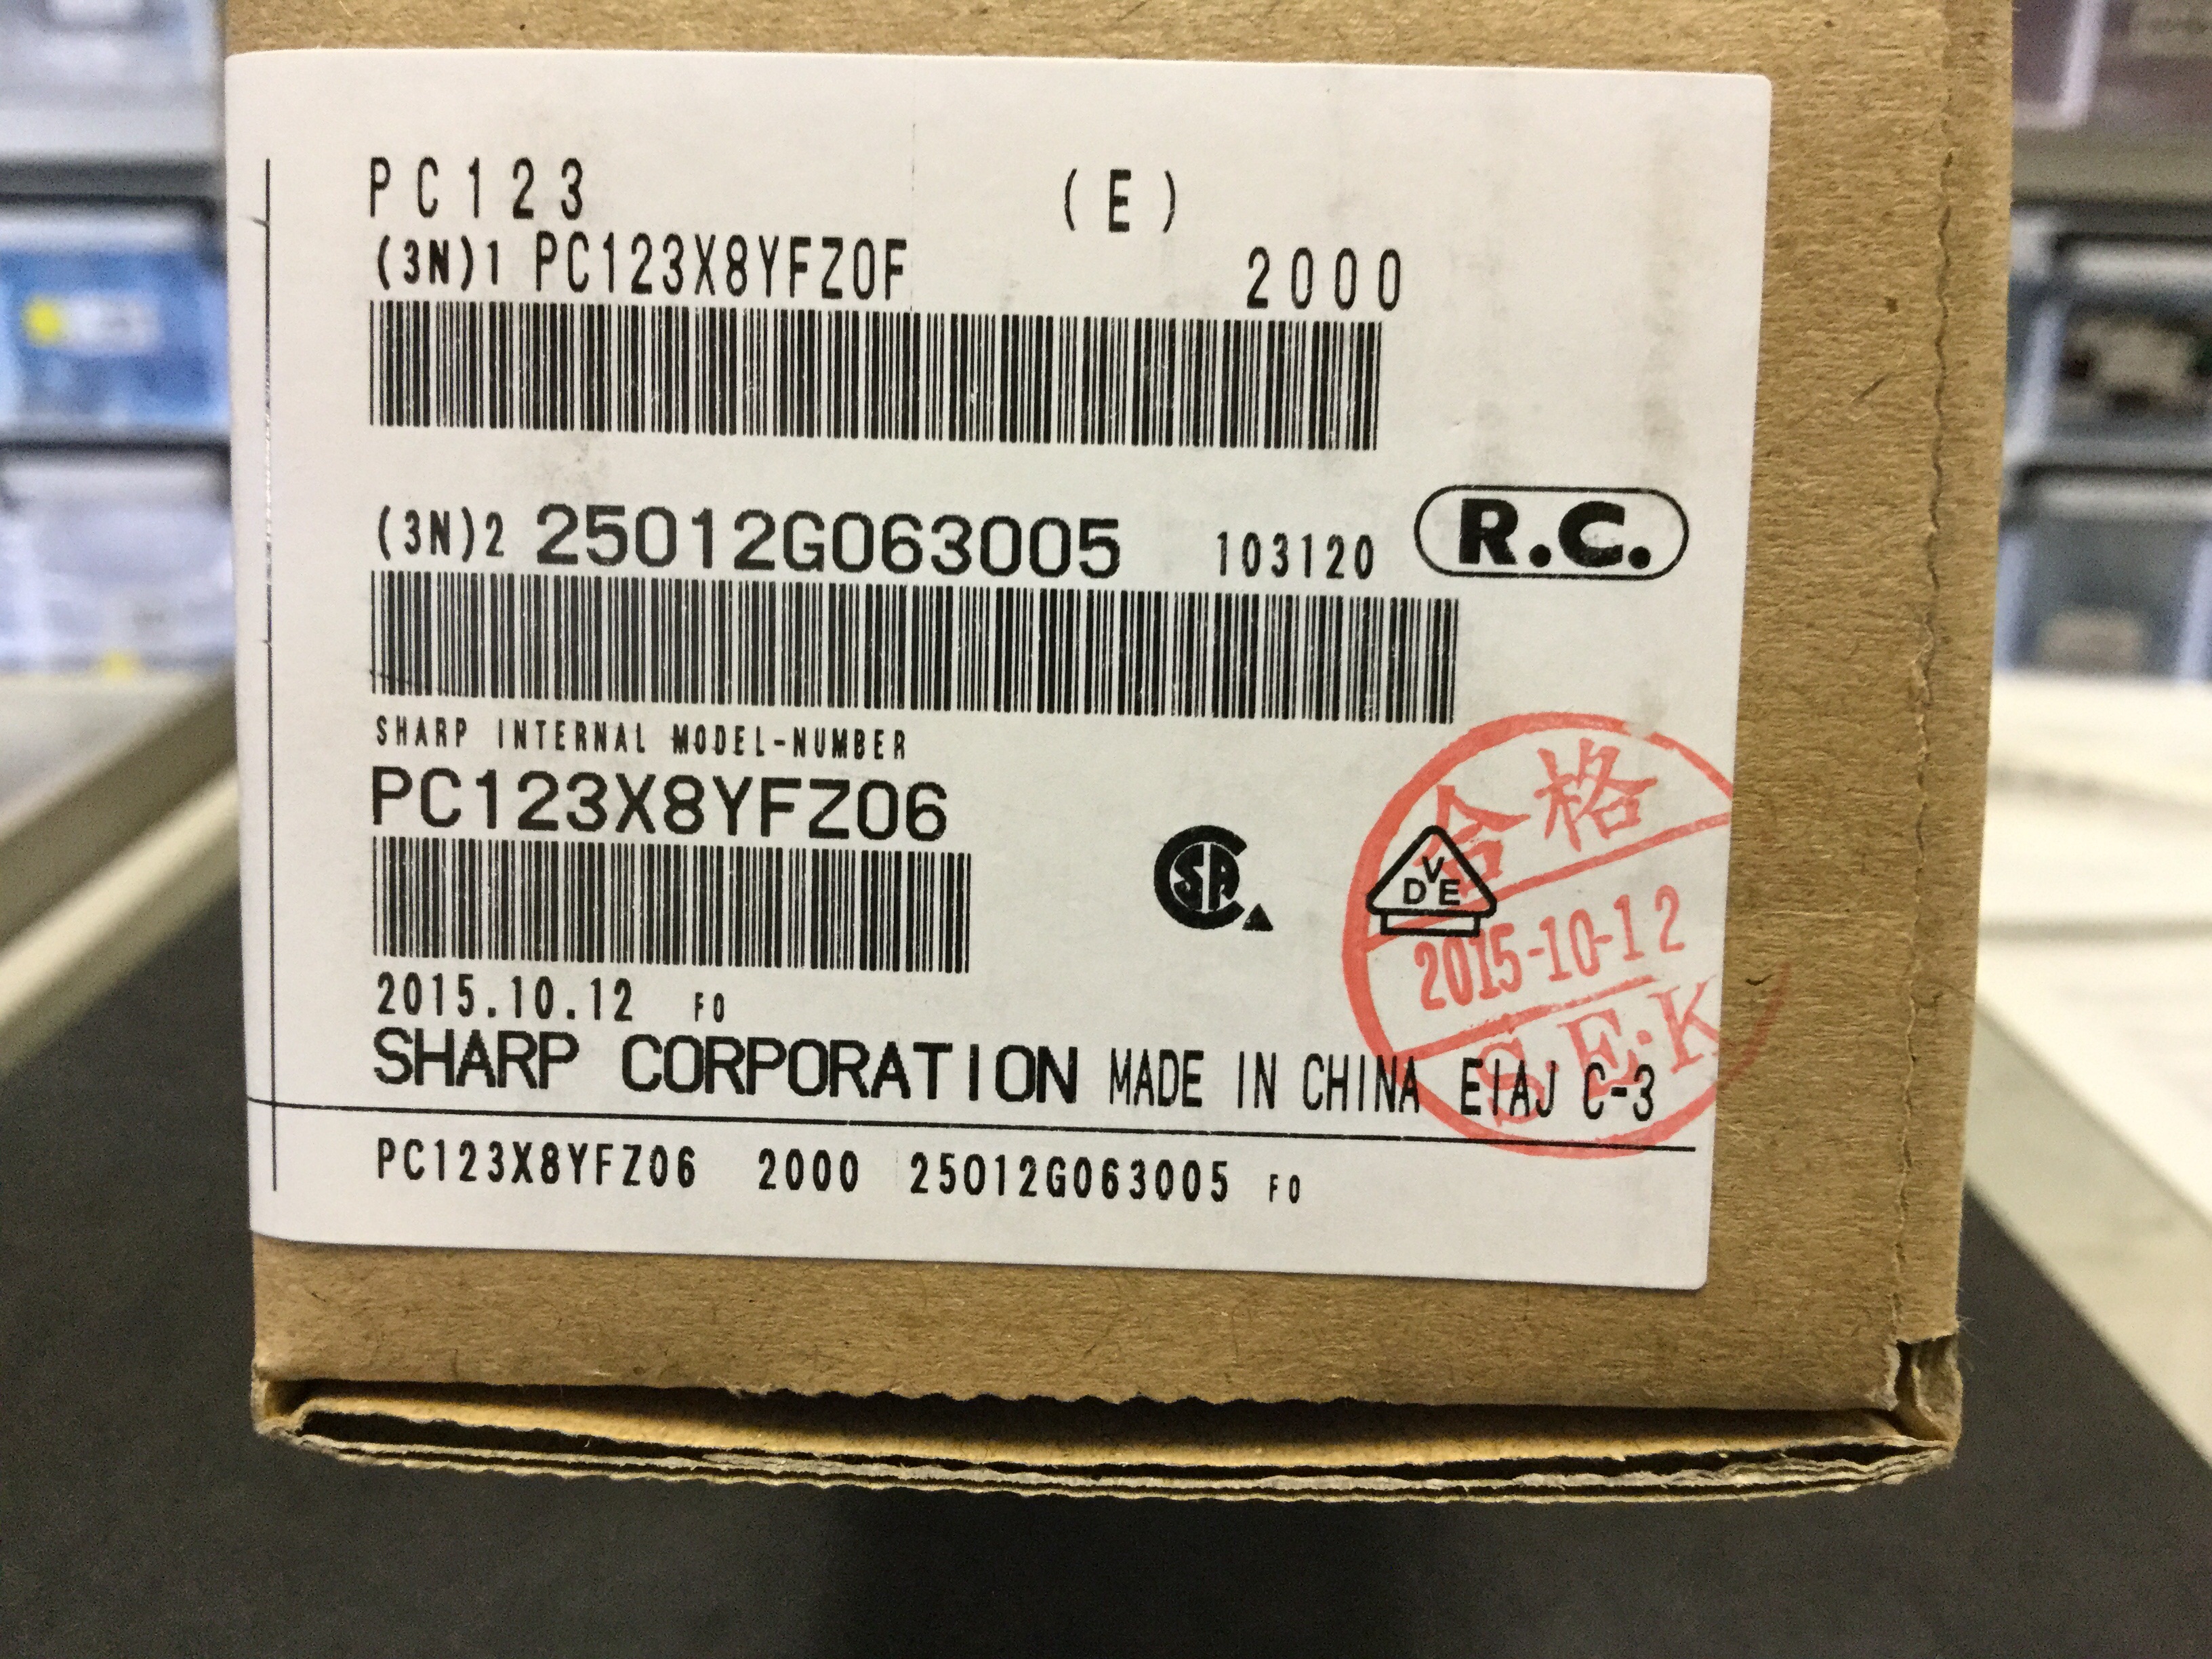 PC123 (E)
(3N)1 PC123X8YFZ0F 2000
(3N)2 25012G063005 103120 R.C.
SHARP INTERNAL MODEL-NUMBER
PC123X8YFZ06
CSA
VDE
合格
2015-10-12
S.E.K
2015.10.12 F0
SHARP CORPORATION MADE IN CHINA EIAJ C-3
PC123X8YFZ06 2000 25012G063005 F0